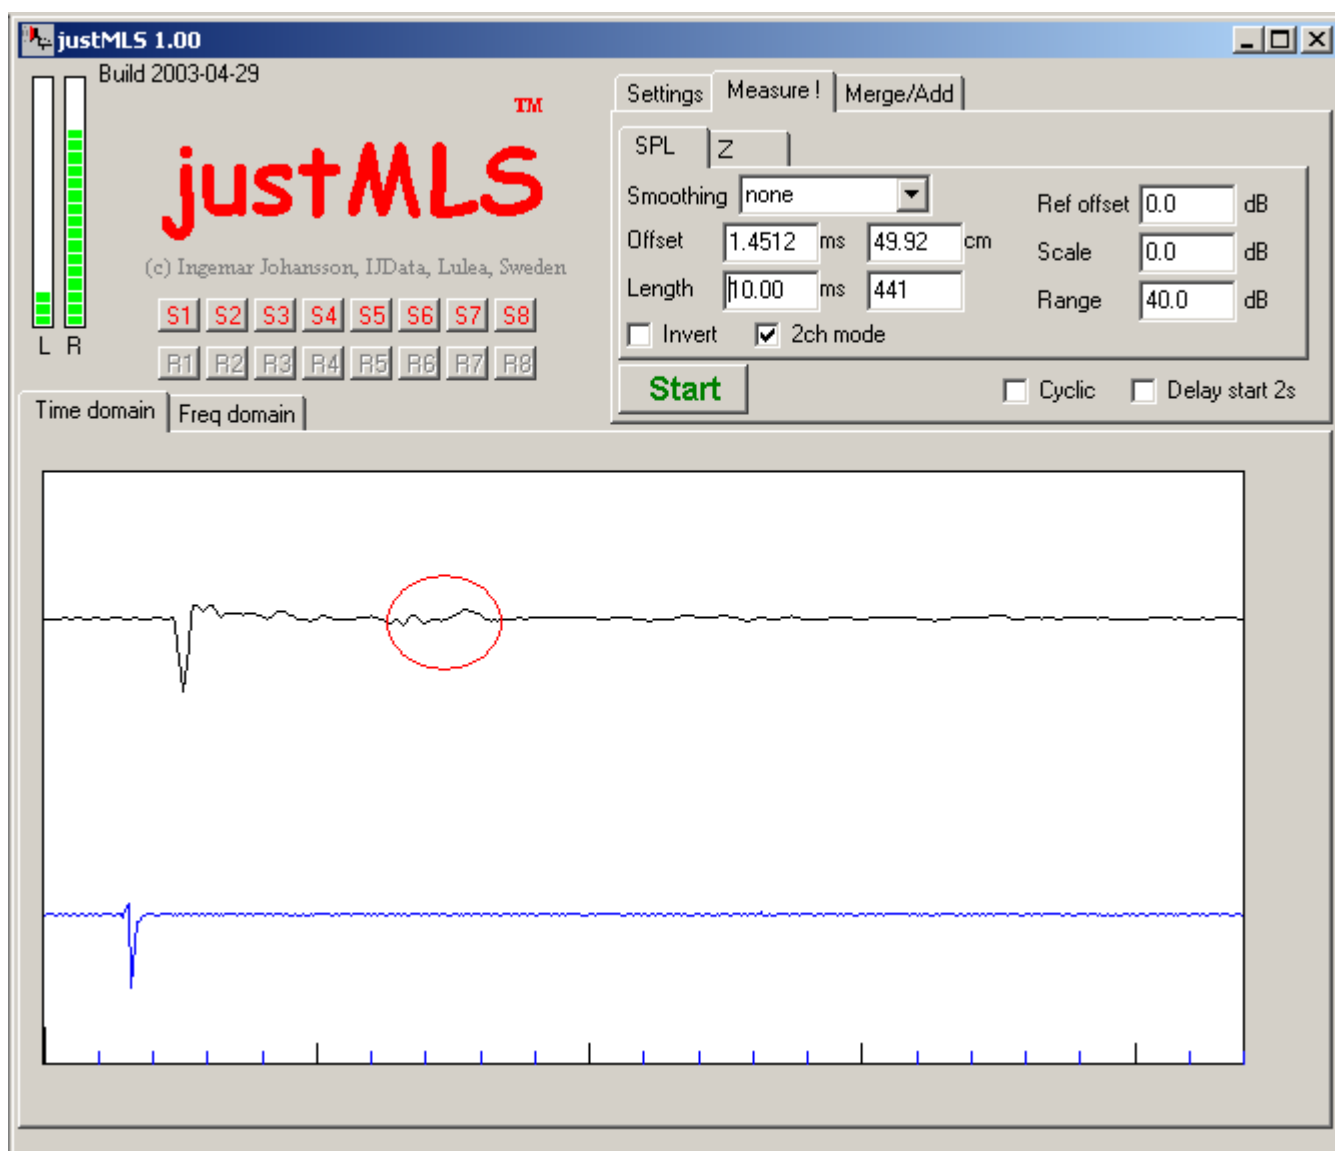 justMLS 1.00
Build 2003-04-29
TM
justMLS
(c) Ingemar Johansson, IJData, Lulea, Sweden
S1 S2 S3 S4 S5 S6 S7 S8
R1 R2 R3 R4 R5 R6 R7 R8
L R
Settings Measure ! Merge/Add
SPL Z
Smoothing none Ref offset 0.0 dB
Offset 1.4512 ms 49.92 cm Scale 0.0 dB
Length 10.00 ms 441 Range 40.0 dB
Invert 2ch mode
Start Cyclic Delay start 2s
Time domain Freq domain